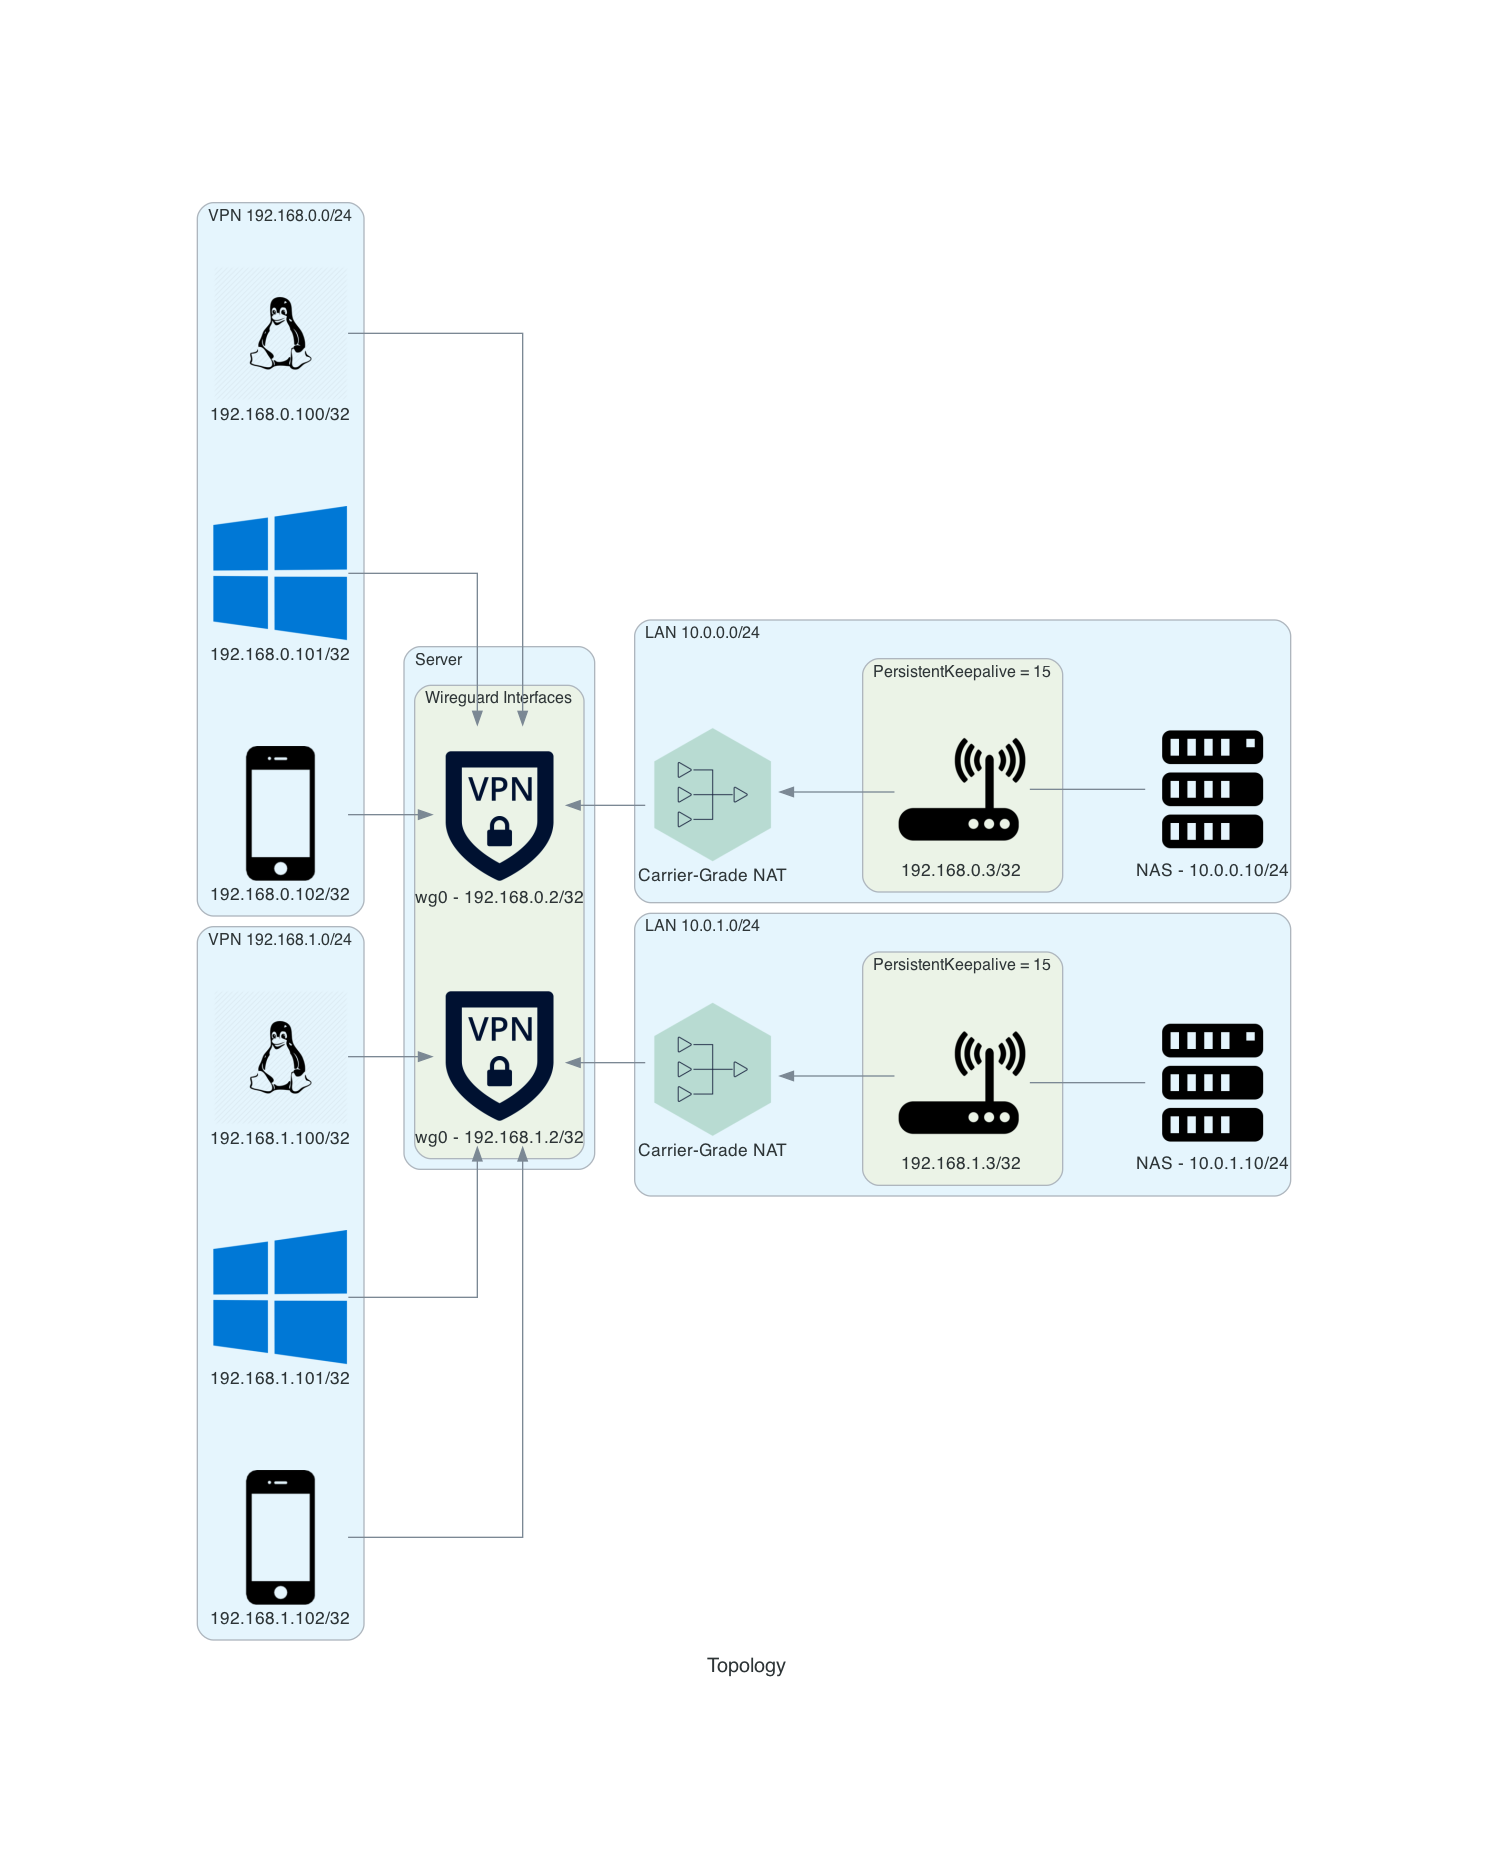 VPN 192.168.0.0/24
192.168.0.100/32
192.168.0.101/32
192.168.0.102/32
VPN 192.168.1.0/24
192.168.1.100/32
192.168.1.101/32
192.168.1.102/32
Server
Wireguard Interfaces
VPN
wg0 - 192.168.0.2/32
VPN
wg0 - 192.168.1.2/32
LAN 10.0.0.0/24
Carrier-Grade NAT
PersistentKeepalive = 15
192.168.0.3/32
NAS - 10.0.0.10/24
LAN 10.0.1.0/24
Carrier-Grade NAT
PersistentKeepalive = 15
192.168.1.3/32
NAS - 10.0.1.10/24
Topology